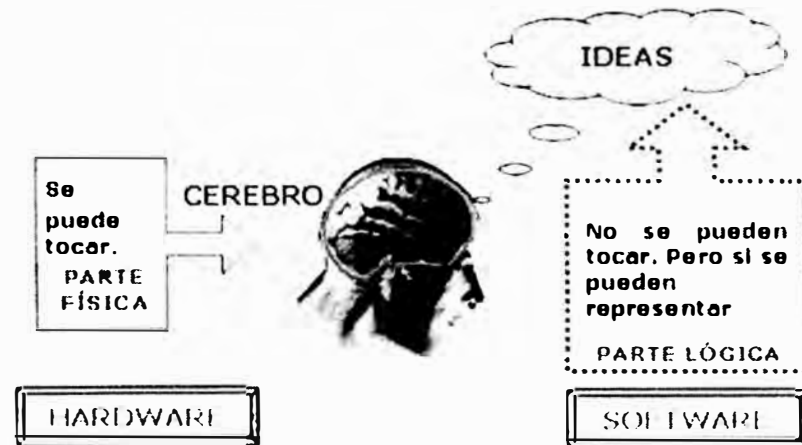 IDEAS
CEREBRO
Se
puede
tocar.
PARTE
FÍSICA
No se pueden
tocar. Pero si se
pueden
representar
PARTE LÓGICA
HARDWARE
SOFTWARE